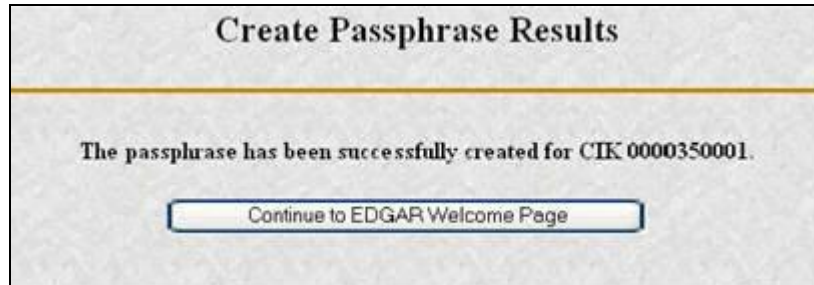 Create Passphrase Results
The passphrase has been successfully created for CIK 0000350001.
Continue to EDGAR Welcome Page